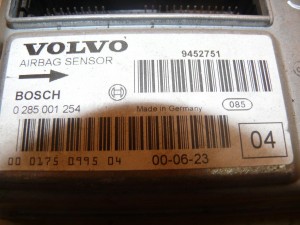 VOLVO
9452751
AIRBAG SENSOR
BOSCH
Made in Germany
085
0 285 001 254
04
00 0175 0995 04
00-06-23